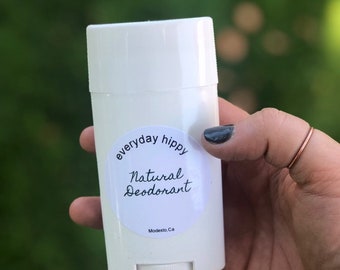 everyday hippy
Natural
Deodorant
Modesto,Ca